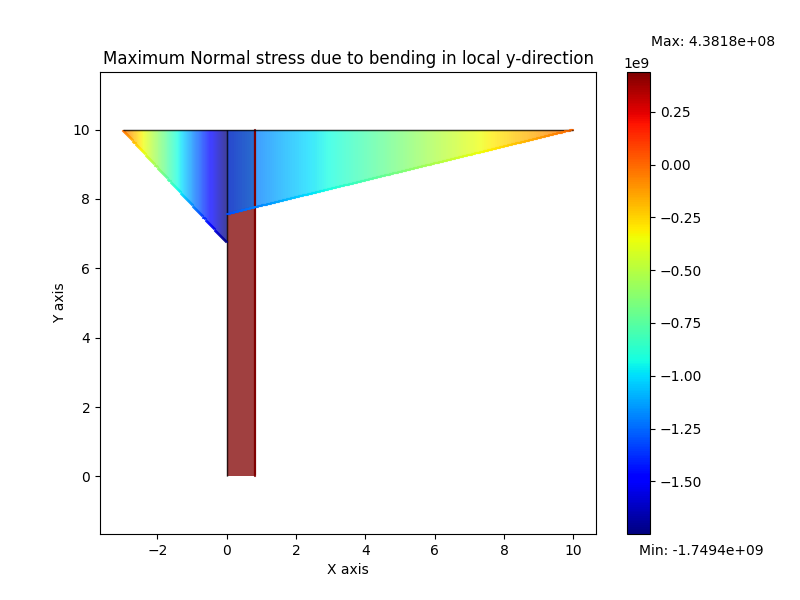 Max: 4.3818e+08
Maximum Normal stress due to bending in local y-direction
1e9
0.25
0.00
−0.25
−0.50
−0.75
−1.00
−1.25
−1.50
Min: -1.7494e+09
Y axis
10
8
6
4
2
0
−2 0 2 4 6 8 10
X axis